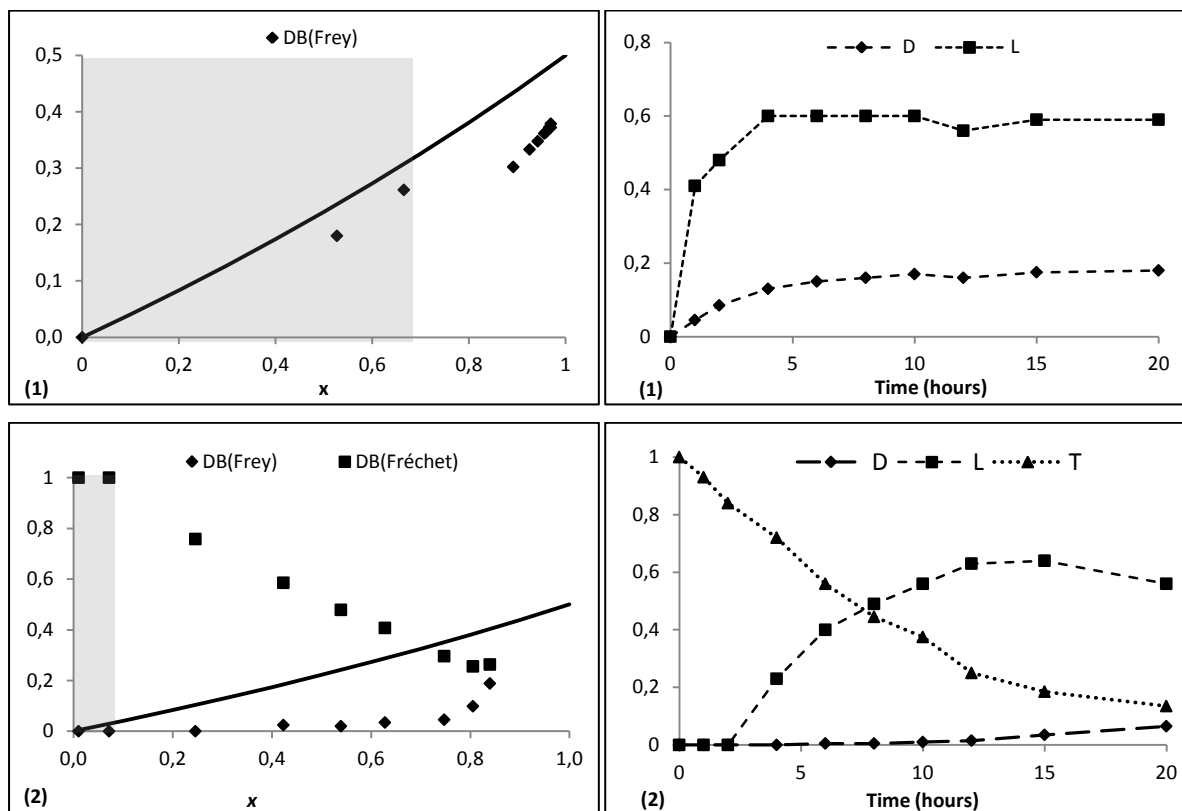 DB(Frey)
0,5
0,4
0,3
0,2
0,1
0,0
0 0,2 0,4 0,6 0,8 1
(1) x
D L
0,8
0,6
0,4
0,2
0
0 5 10 15 20
(1) Time (hours)
DB(Frey) DB(Fréchet)
1
0,8
0,6
0,4
0,2
0
0,0 0,2 0,4 0,6 0,8 1,0
(2) x
D L T
1
0,8
0,6
0,4
0,2
0
0 5 10 15 20
(2) Time (hours)